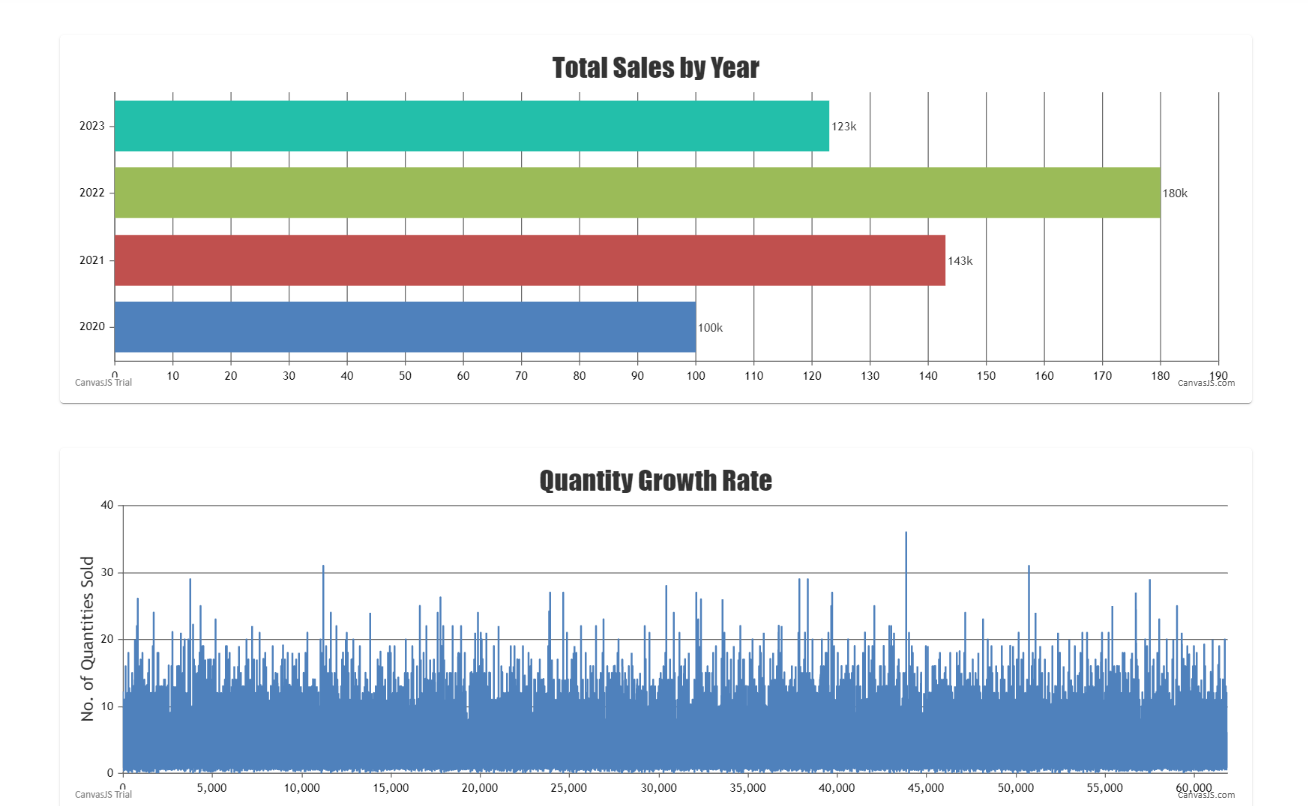 Total Sales by Year
2023
123k
2022
180k
2021
143k
2020
100k
0 10 20 30 40 50 60 70 80 90 100 110 120 130 140 150 160 170 180 190
CanvasJS Trial
CanvasJS.com
Quantity Growth Rate
No. of Quantities Sold
40
30
20
10
0
0 5,000 10,000 15,000 20,000 25,000 30,000 35,000 40,000 45,000 50,000 55,000 60,000
CanvasJS Trial
CanvasJS.com